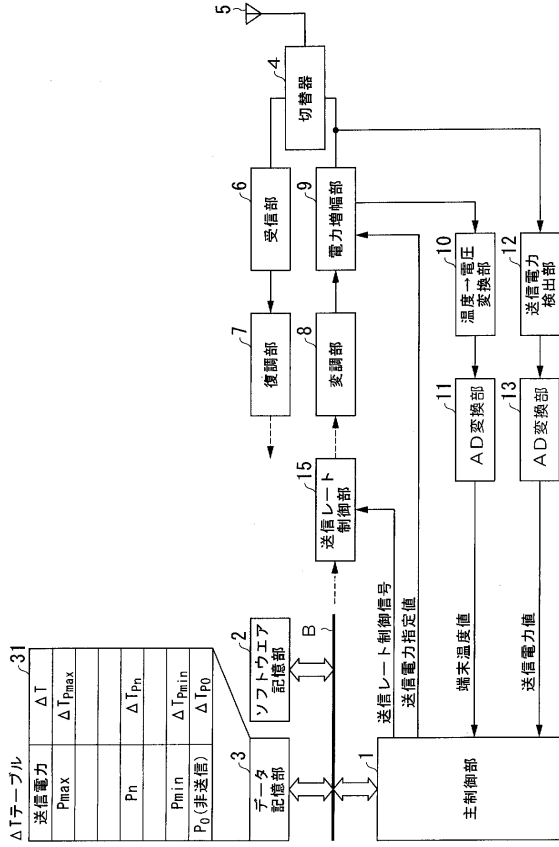 ΔTテーブル
31
送信電力 ΔT
Pmax ΔTPmax
Pn ΔTPn
Pmin ΔTPmin
P0(非送信) ΔTP0
3
データ
記憶部
2
ソフトウエア
記憶部
B
1
主制御部
送信レート制御信号
送信電力指定値
端末温度値
送信電力値
15
送信レート
制御部
7
復調部
8
変調部
11
AD変換部
13
AD変換部
6
受信部
9
電力増幅部
10
温度→電圧
変換部
12
送信電力
検出部
4
切替器
5